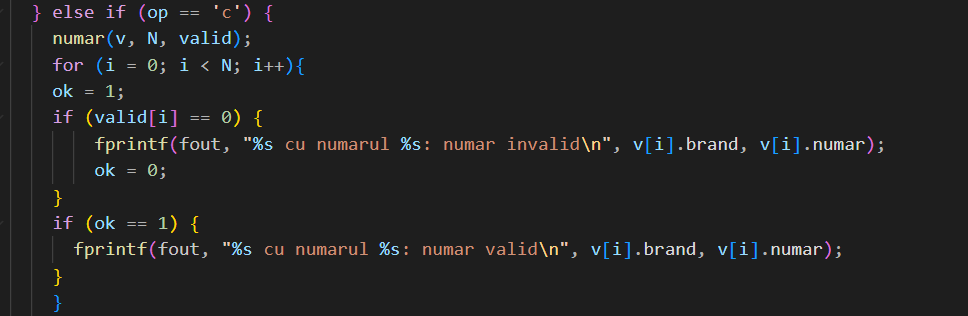 } else if (op == 'c') {
numar(v, N, valid);
for (i = 0; i < N; i++){
ok = 1;
if (valid[i] == 0) {
fprintf(fout, "%s cu numarul %s: numar invalid\n", v[i].brand, v[i].numar);
ok = 0;
}
if (ok == 1) {
fprintf(fout, "%s cu numarul %s: numar valid\n", v[i].brand, v[i].numar);
}
}